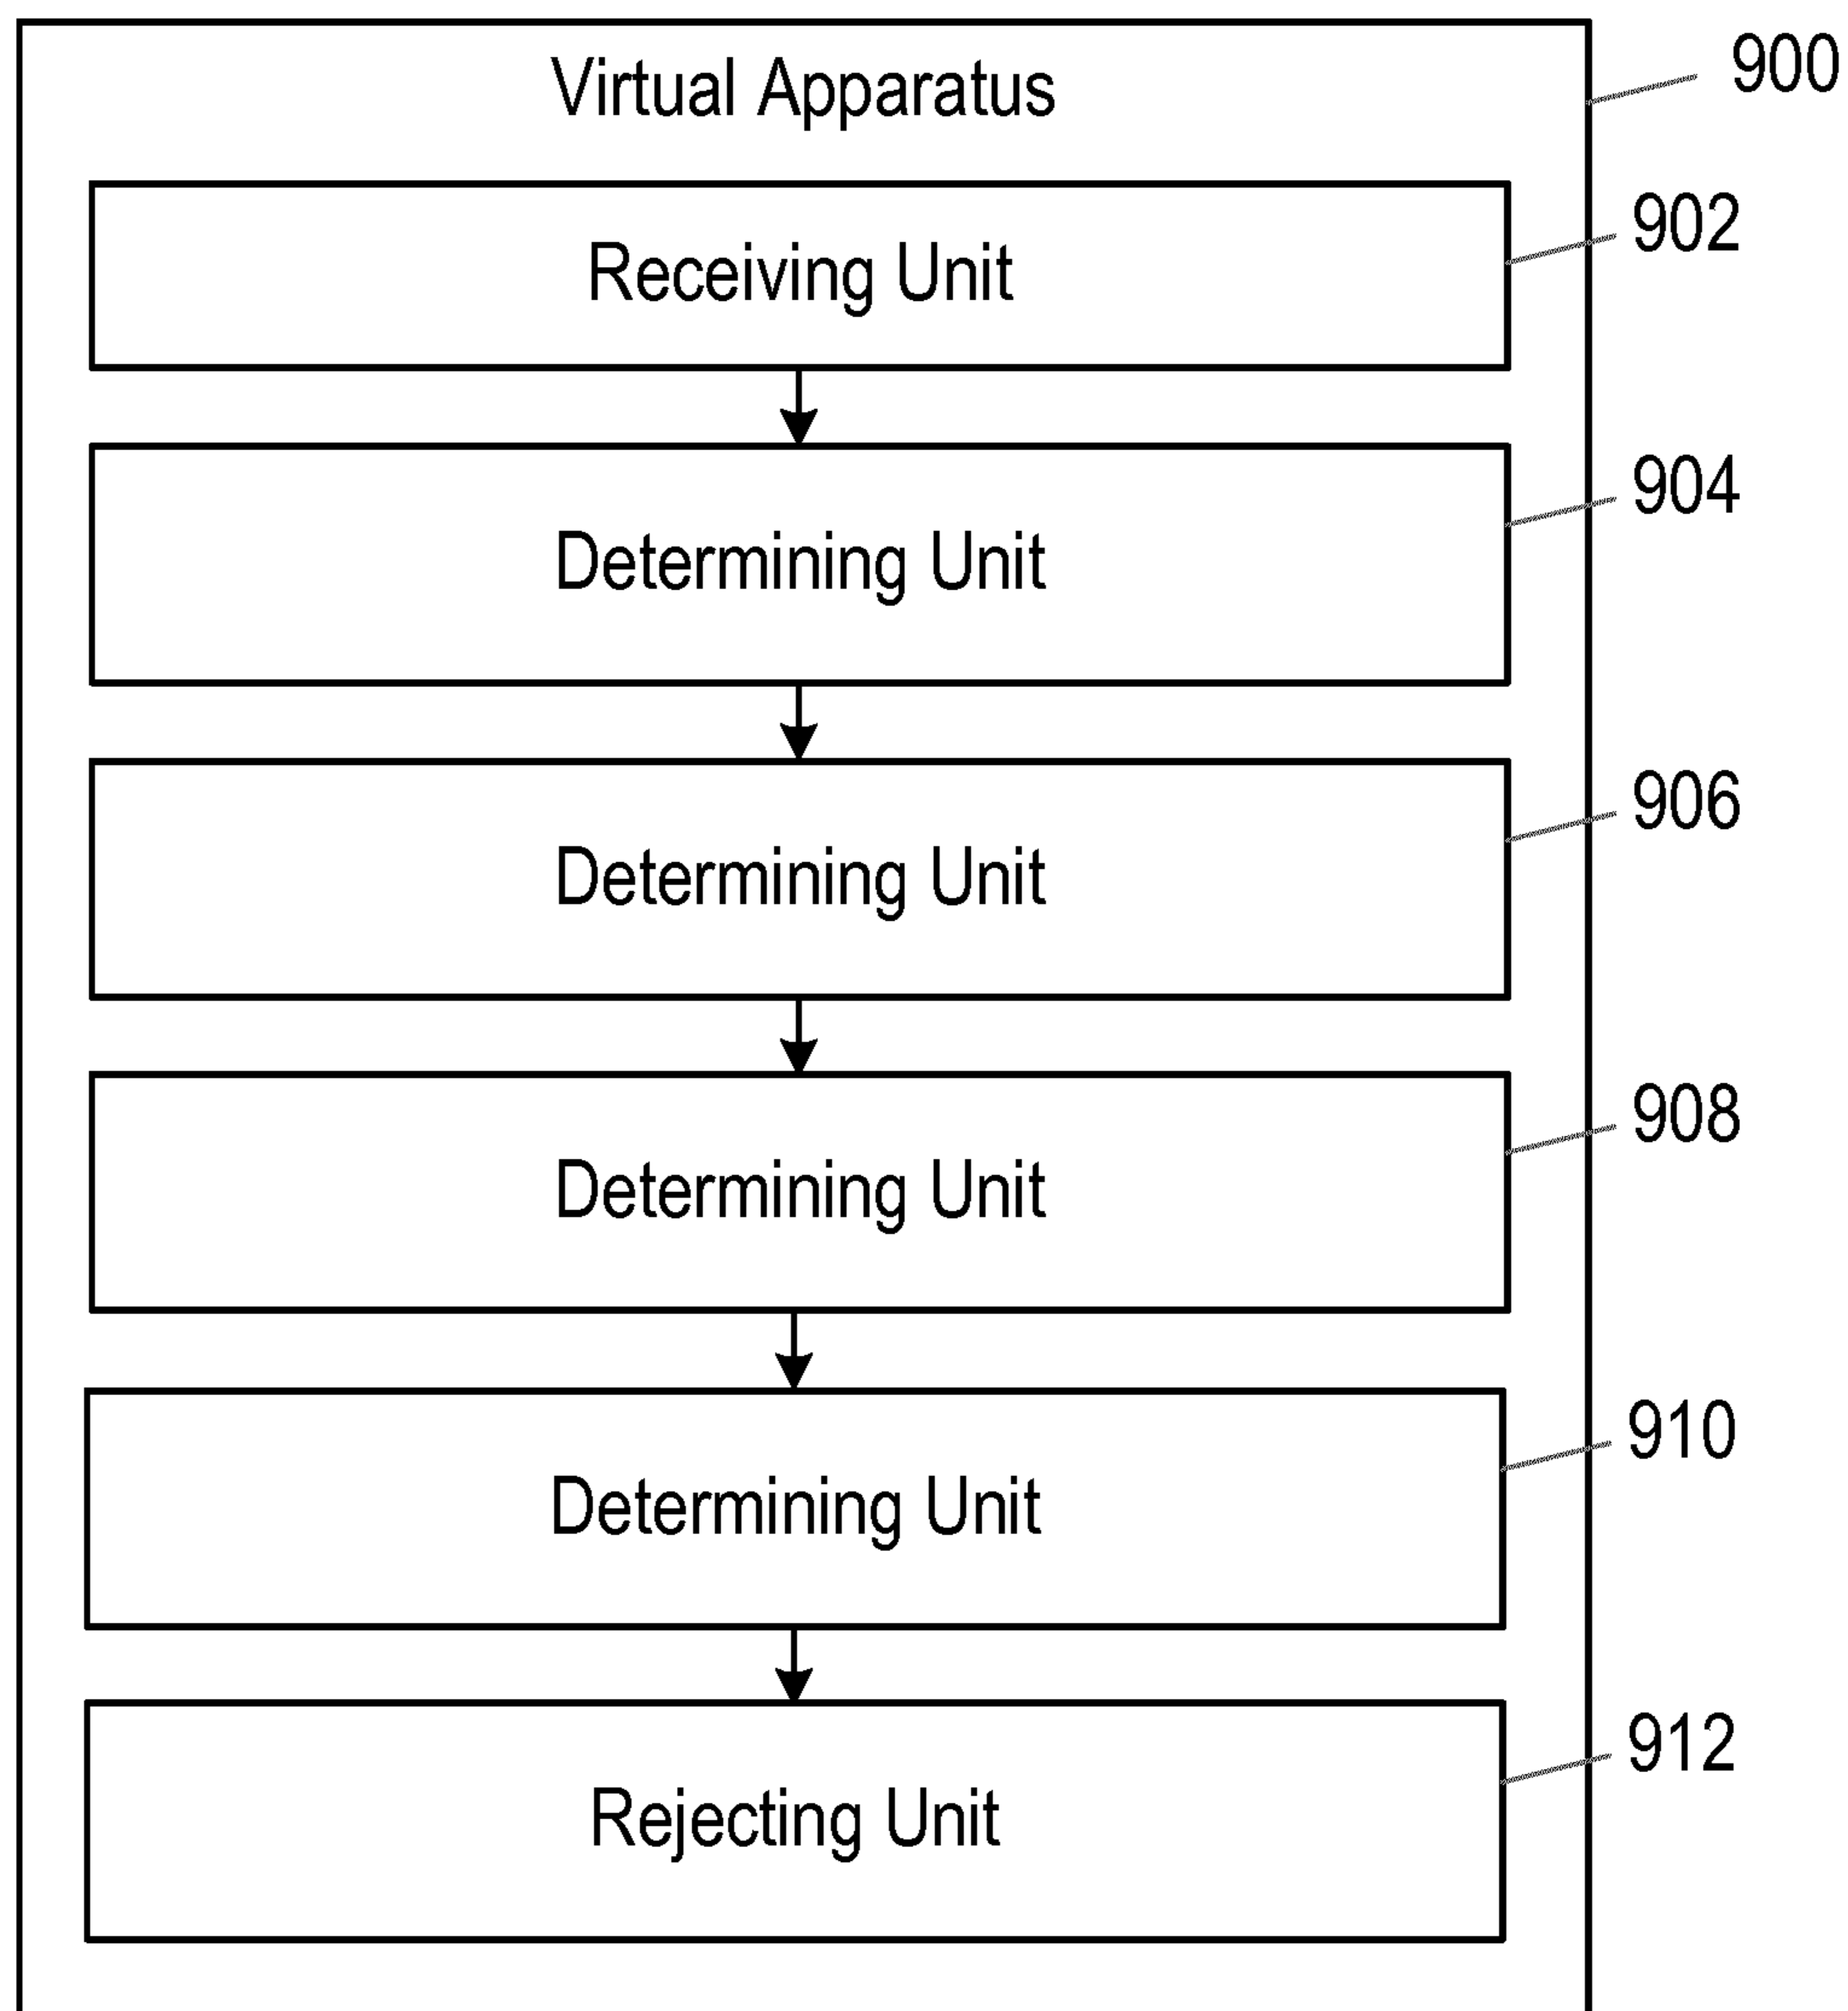 Virtual Apparatus
900
Receiving Unit
902
Determining Unit
904
Determining Unit
906
Determining Unit
908
Determining Unit
910
Rejecting Unit
912